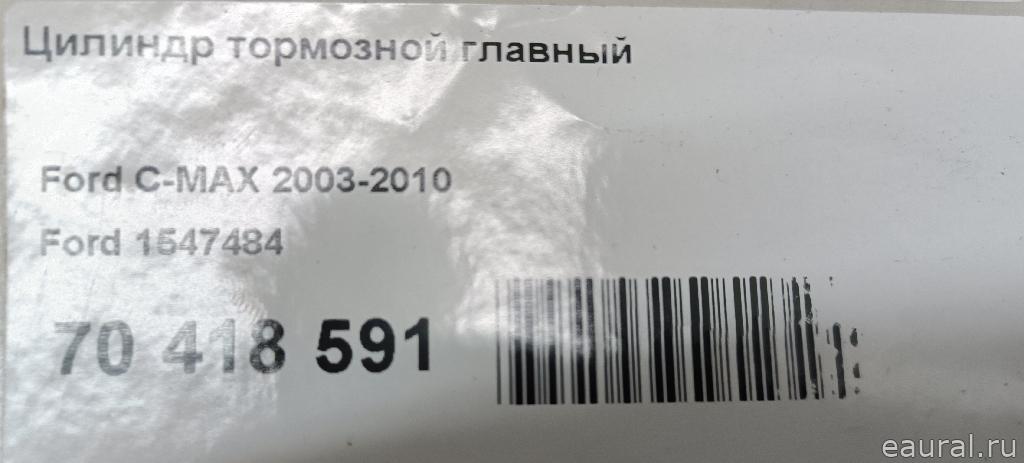 Цилиндр тормозной главный
Ford C-MAX 2003-2010
Ford 1547484
70 418 591
eaural.ru